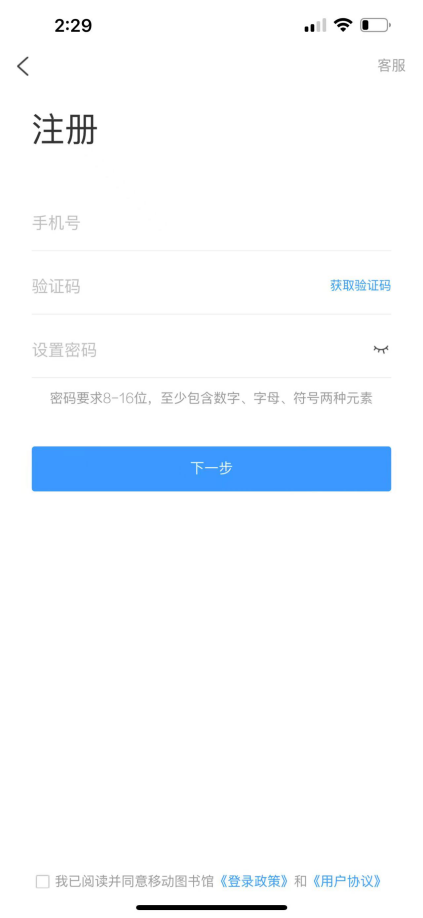 2:29
客服
注册
手机号
验证码 获取验证码
设置密码
密码要求8-16位，至少包含数字、字母、符号两种元素
下一步
我已阅读并同意移动图书馆《登录政策》和《用户协议》